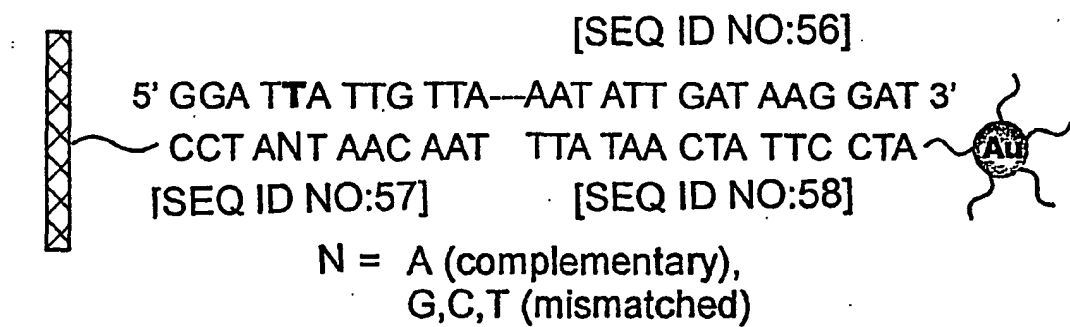 [SEQ ID NO:56]
5' GGA TTA TTG TTA---AAT ATT GAT AAG GAT 3'
CCT ANT AAC AAT TTA TAA CTA TTC CTA Au
[SEQ ID NO:57] [SEQ ID NO:58]
N = A (complementary),
G,C,T (mismatched)